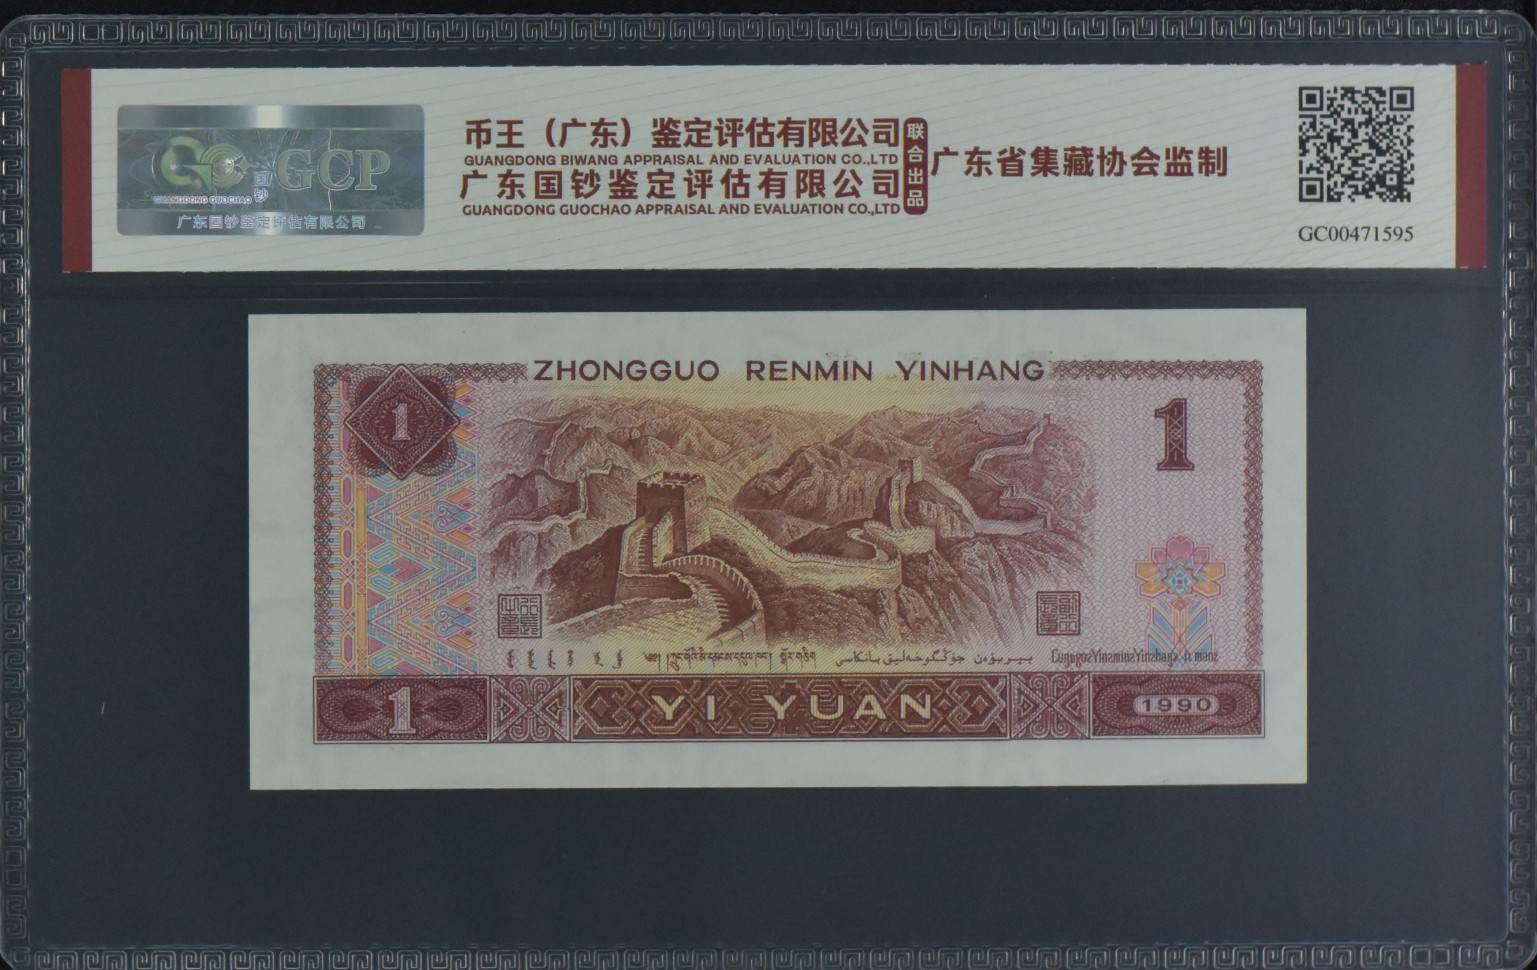 GCP
国钞
GUANGDONG GUOCHAO
广东国钞鉴定评估有限公司
币王（广东）鉴定评估有限公司
GUANGDONG BIWANG APPRAISAL AND EVALUATION CO.,LTD
广东国钞鉴定评估有限公司
GUANGDONG GUOCHAO APPRAISAL AND EVALUATION CO.,LTD
联合出品
广东省集藏协会监制
GC00471595
ZHONGGUO RENMIN YINHANG
1
1
YI YUAN
1
1990